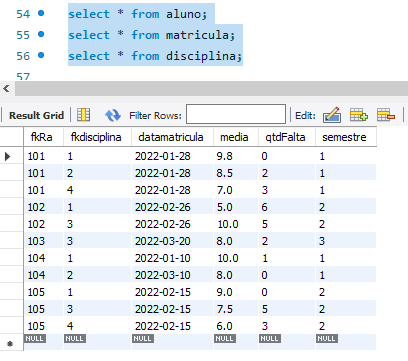 54 select * from aluno;
55 select * from matricula;
56 select * from disciplina;
57
Result Grid Filter Rows: Edit:
fkRa fkdisciplina datamatricula media qtdFalta semestre
101 1 2022-01-28 9.8 0 1
101 2 2022-01-28 8.5 2 1
101 4 2022-01-28 7.0 3 1
102 1 2022-02-26 5.0 6 2
102 3 2022-02-26 10.0 5 2
103 3 2022-03-20 8.0 2 3
104 1 2022-01-10 10.0 1 1
104 2 2022-03-10 8.0 0 1
105 1 2022-02-15 9.0 0 2
105 3 2022-02-15 7.5 5 2
105 4 2022-02-15 6.0 3 2
NULL NULL NULL NULL NULL NULL